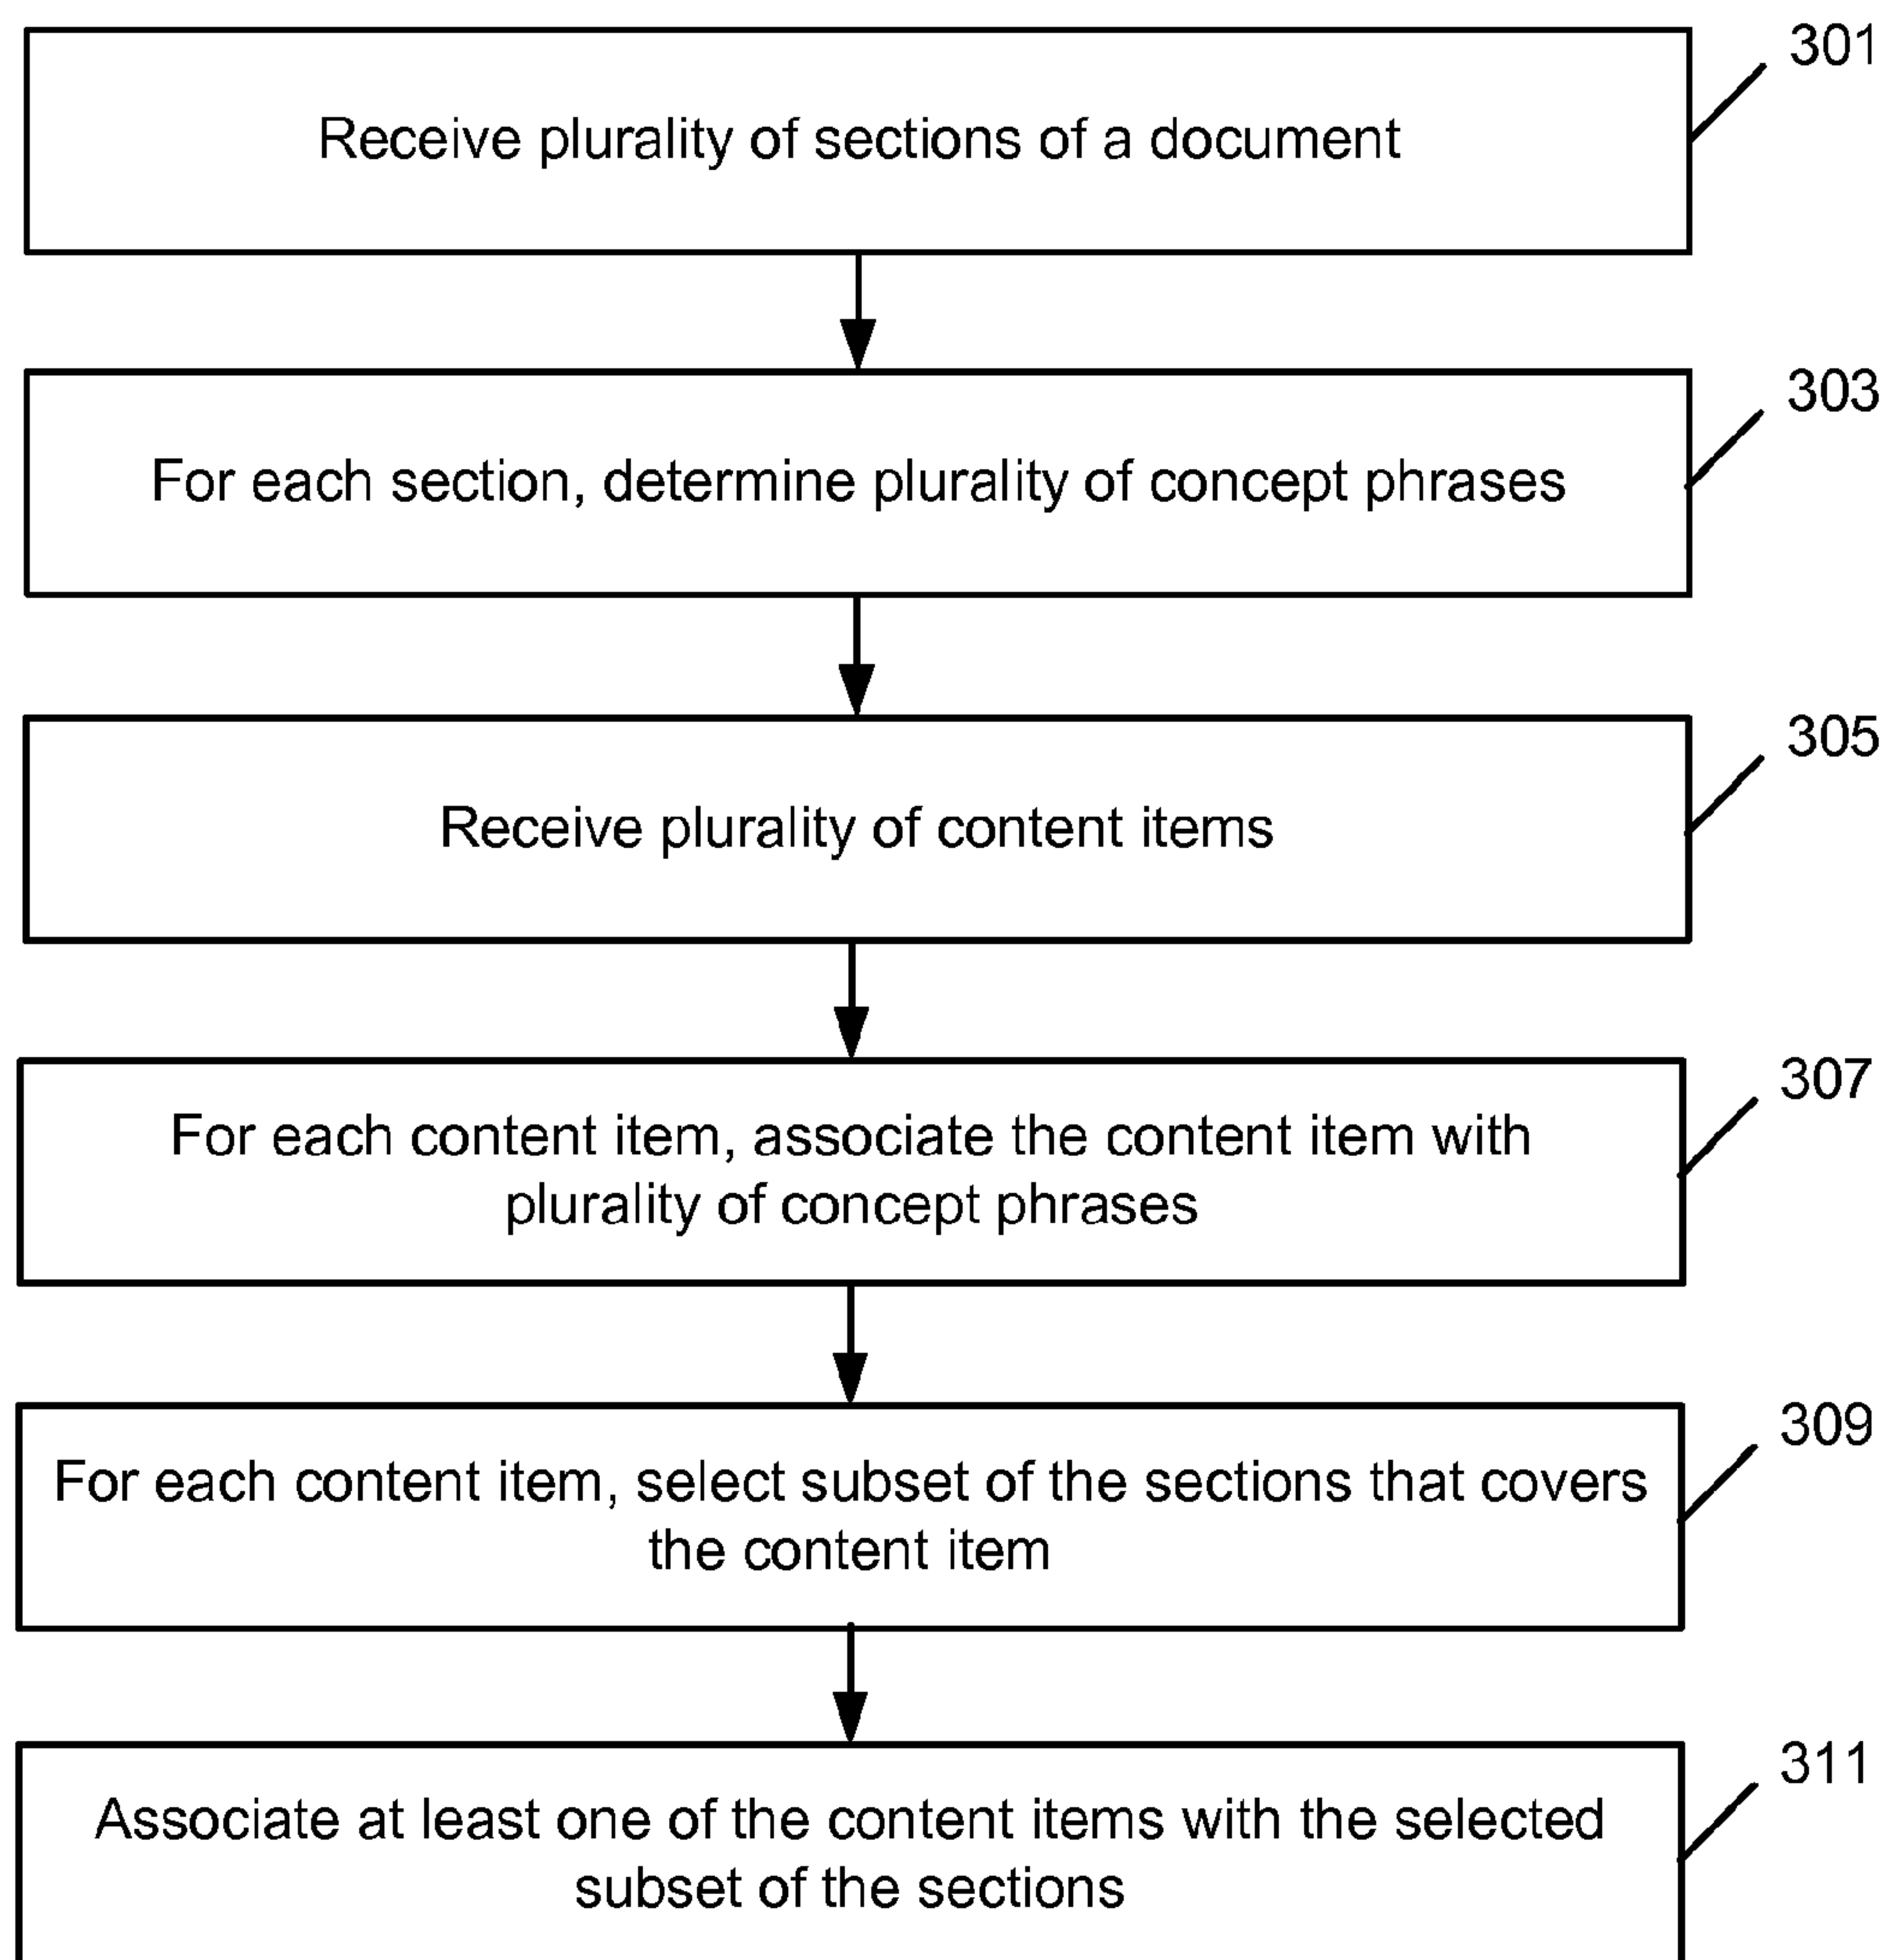 301
Receive plurality of sections of a document
303
For each section, determine plurality of concept phrases
305
Receive plurality of content items
307
For each content item, associate the content item with
plurality of concept phrases
309
For each content item, select subset of the sections that covers
the content item
311
Associate at least one of the content items with the selected
subset of the sections